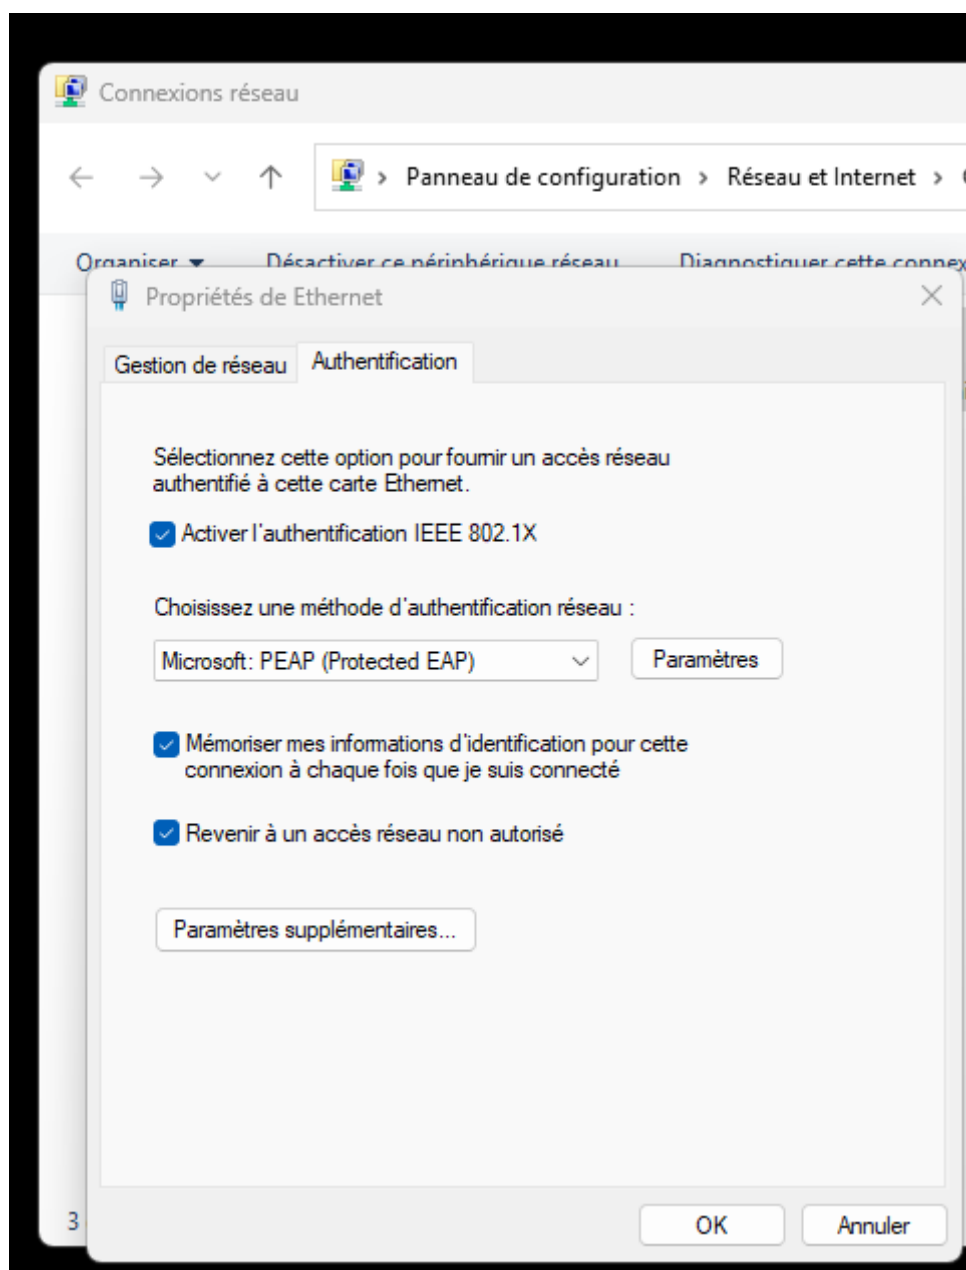 Connexions réseau
Panneau de configuration > Réseau et Internet >
Organiser Désactiver ce périphérique réseau Diagnostiquer cette connex
Propriétés de Ethernet
Gestion de réseau Authentification
Sélectionnez cette option pour fournir un accès réseau
authentifié à cette carte Ethernet.
Activer l'authentification IEEE 802.1X
Choisissez une méthode d'authentification réseau :
Microsoft: PEAP (Protected EAP) Paramètres
Mémoriser mes informations d'identification pour cette
connexion à chaque fois que je suis connecté
Revenir à un accès réseau non autorisé
Paramètres supplémentaires...
3
OK Annuler